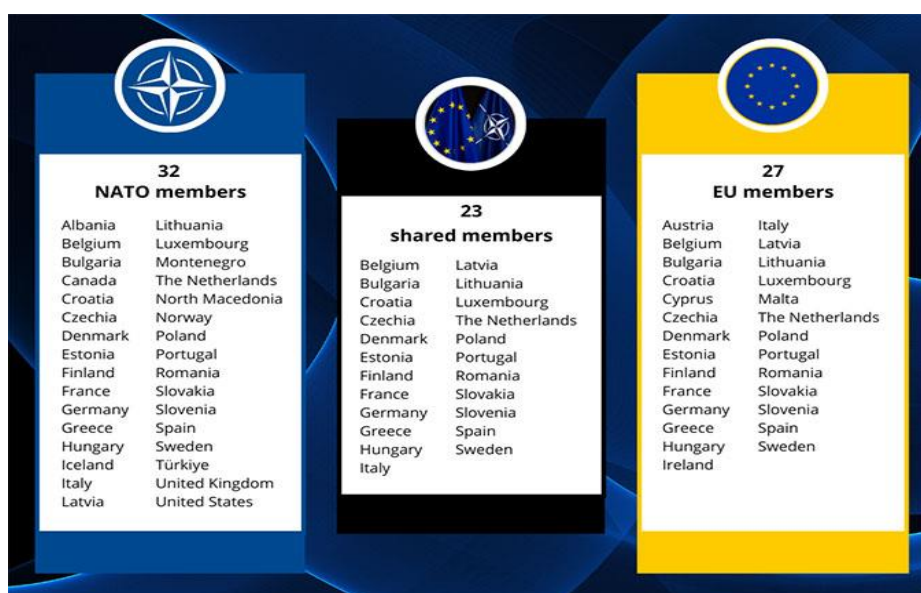 32
NATO members
Albania Lithuania
Belgium Luxembourg
Bulgaria Montenegro
Canada The Netherlands
Croatia North Macedonia
Czechia Norway
Denmark Poland
Estonia Portugal
Finland Romania
France Slovakia
Germany Slovenia
Greece Spain
Hungary Sweden
Iceland Türkiye
Italy United Kingdom
Latvia United States
23
shared members
Belgium Latvia
Bulgaria Lithuania
Croatia Luxembourg
Czechia The Netherlands
Denmark Poland
Estonia Portugal
Finland Romania
France Slovakia
Germany Slovenia
Greece Spain
Hungary Sweden
Italy
27
EU members
Austria Italy
Belgium Latvia
Bulgaria Lithuania
Croatia Luxembourg
Cyprus Malta
Czechia The Netherlands
Denmark Poland
Estonia Portugal
Finland Romania
France Slovakia
Germany Slovenia
Greece Spain
Hungary Sweden
Ireland